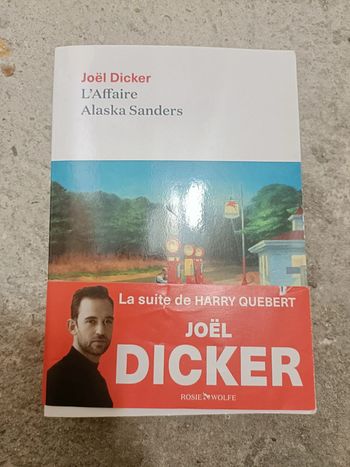 Joël Dicker
L'Affaire
Alaska Sanders
La suite de HARRY QUEBERT
JOËL
DICKER
ROSIE WOLFE